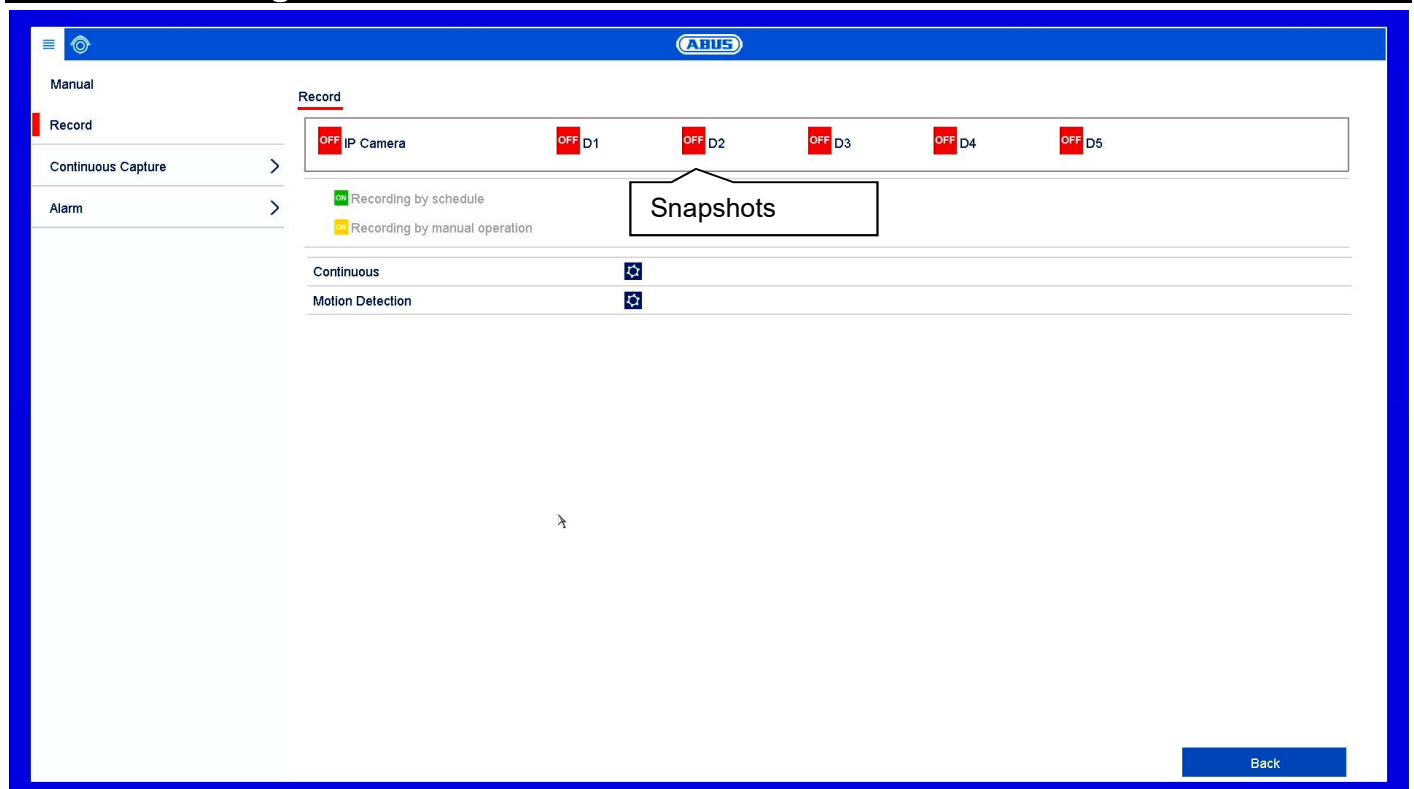 ABUS
Manual
Record
Continuous Capture
Alarm
Record
OFF IP Camera OFF D1 OFF D2 OFF D3 OFF D4 OFF D5
ON Recording by schedule
ON Recording by manual operation
Snapshots
Continuous
Motion Detection
Back